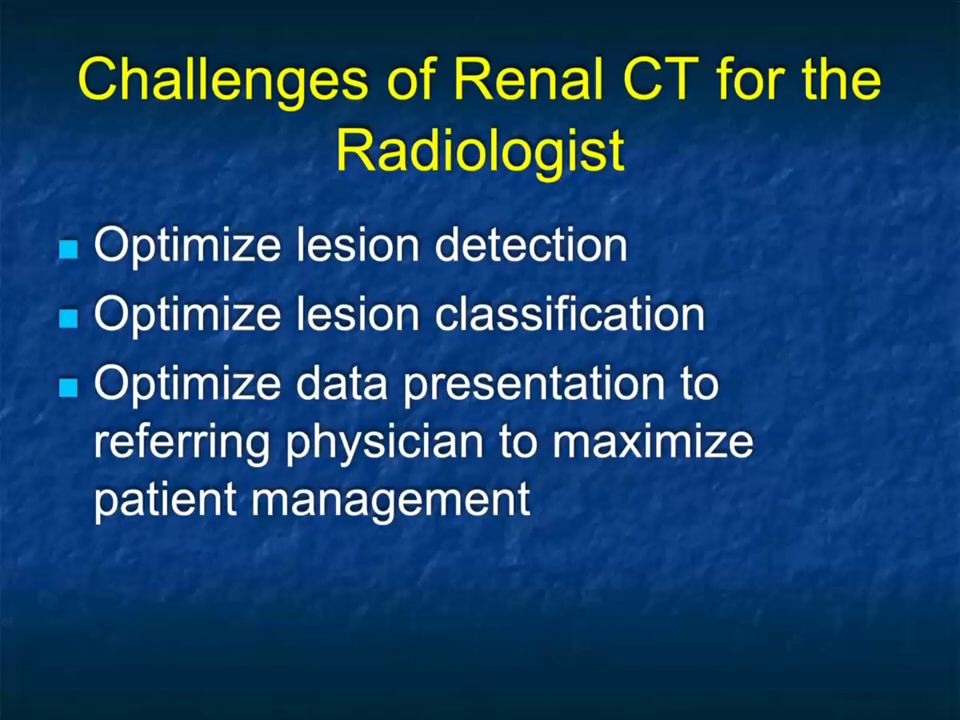 Challenges of Renal CT for the
Radiologist
Optimize lesion detection
Optimize lesion classification
Optimize data presentation to
referring physician to maximize
patient management